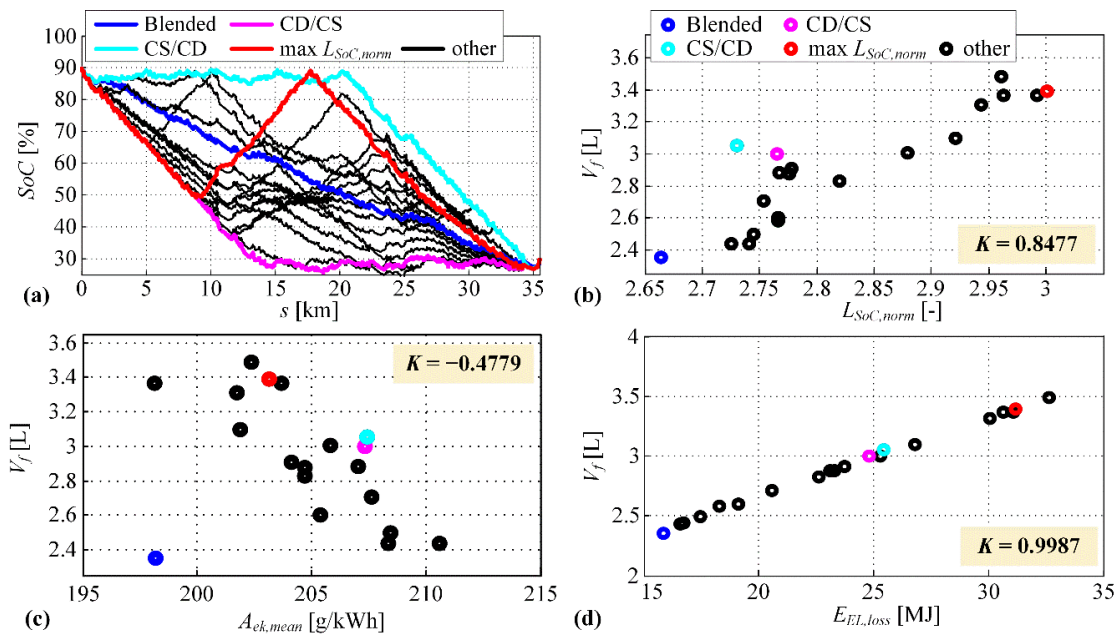 Blended CD/CS
CS/CD max L_SoC,norm other
100
90
80
70
60
50
40
30
SoC [%]
0 5 10 15 20 25 30 35
s [km]
(a)
Blended CD/CS max L_SoC,norm
CS/CD other
3.6
3.4
3.2
3
2.8
2.6
2.4
V_f [L]
K = 0.8477
2.65 2.7 2.75 2.8 2.85 2.9 2.95 3
L_SoC,norm [-]
(b)
3.6
3.4
3.2
3
2.8
2.6
2.4
V_f [L]
K = −0.4779
195 200 205 210 215
A_ek,mean [g/kWh]
(c)
4
3.5
3
2.5
2
V_f [L]
K = 0.9987
15 20 25 30 35
E_EL,loss [MJ]
(d)